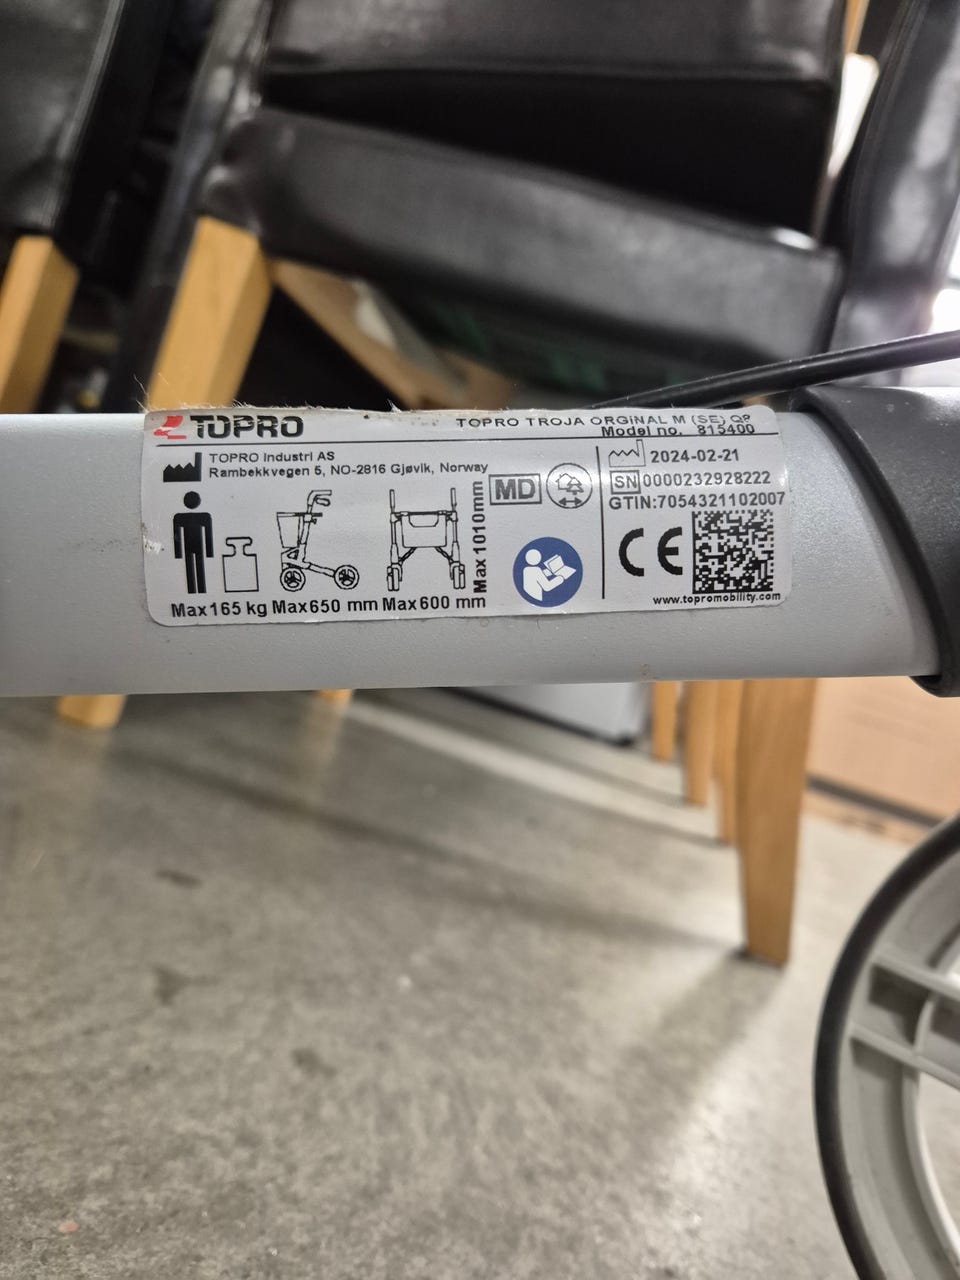 TOPRO
TOPRO TROJA ORGINAL M (SE) QP
Model no. 815400
TOPRO Industri AS
Rambekkvegen 5, NO-2816 Gjøvik, Norway
2024-02-21
SN 0000232928222
GTIN:7054321102007
MD
CE
Max 1010mm
Max 165 kg Max 650 mm Max 600 mm
www.topromobility.com